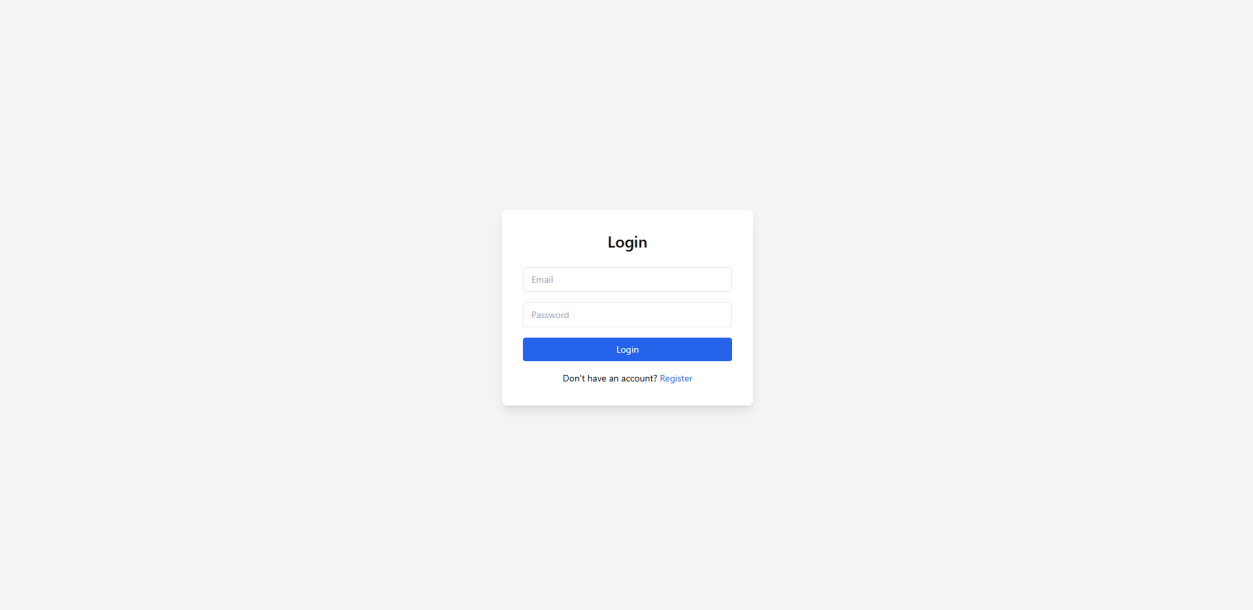 Login
Email
Password
Login
Don't have an account? Register